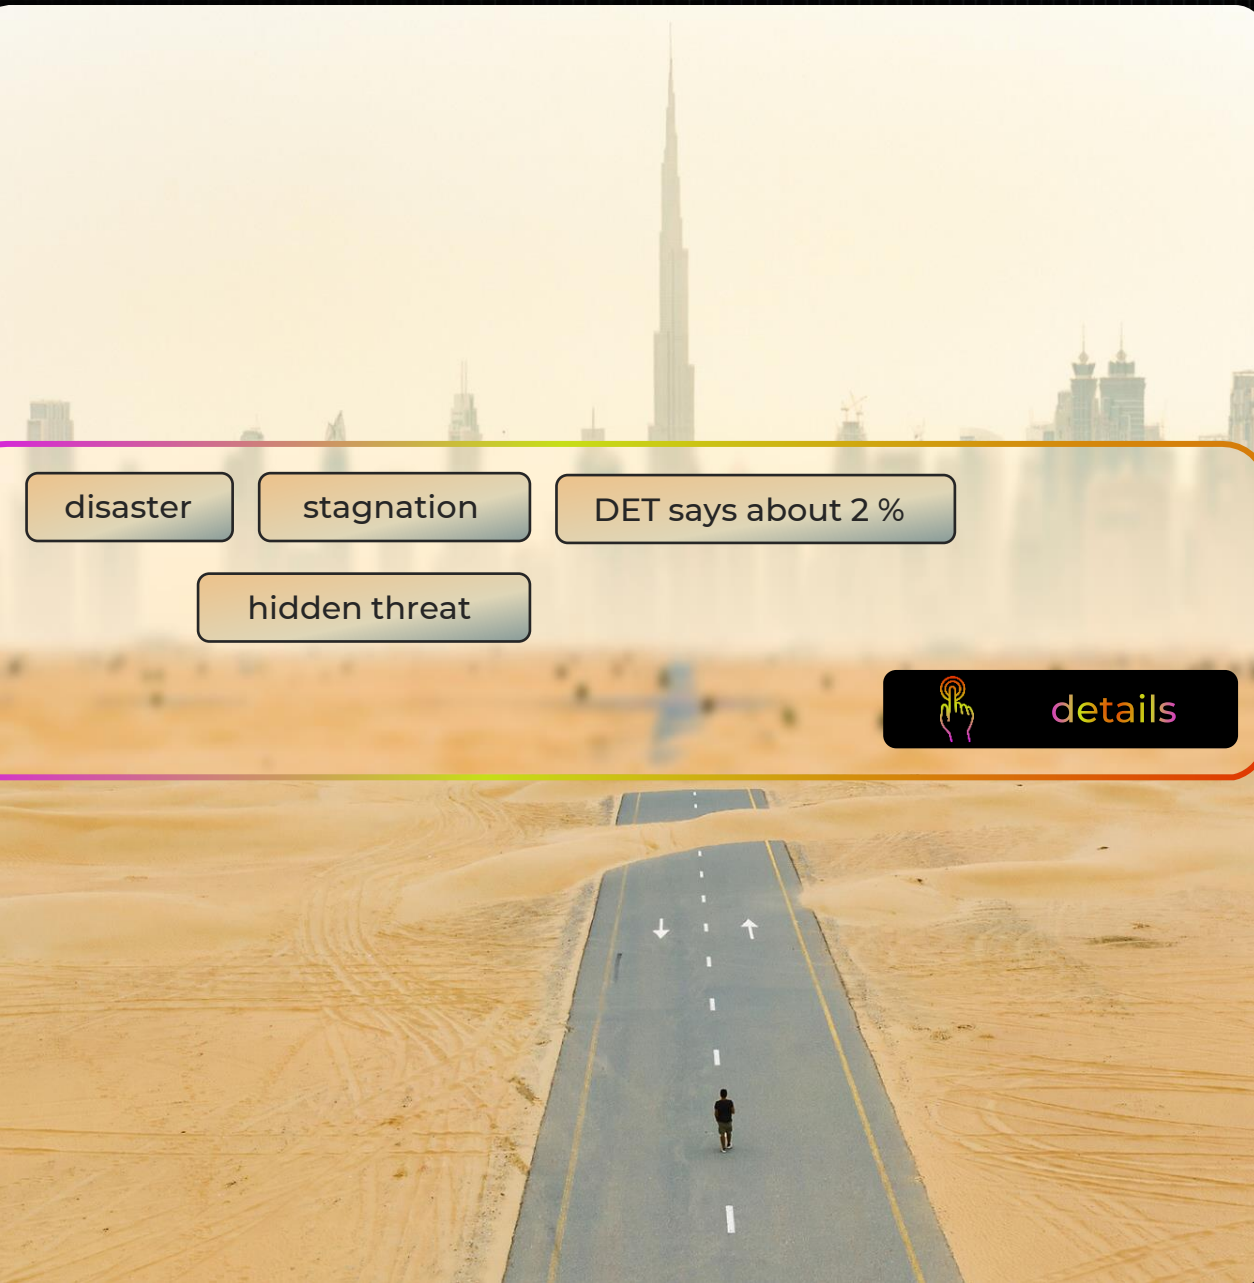 disaster
stagnation
DET says about 2 %
hidden threat
details